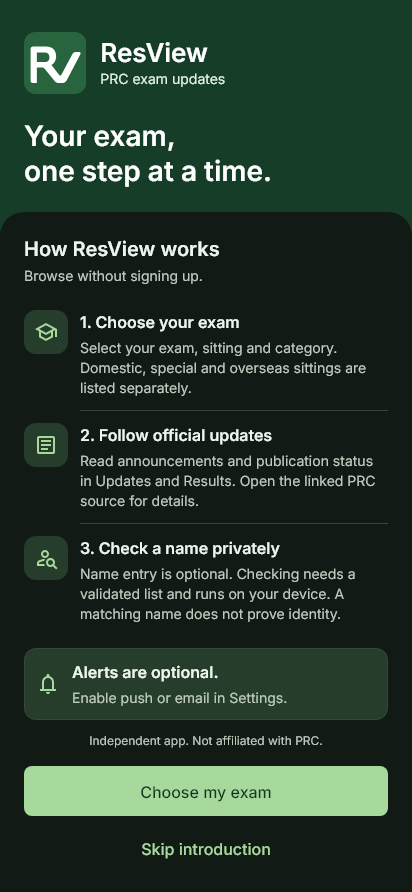 RV
ResView
PRC exam updates
Your exam,
one step at a time.
How ResView works
Browse without signing up.
1. Choose your exam
Select your exam, sitting and category.
Domestic, special and overseas sittings are
listed separately.
2. Follow official updates
Read announcements and publication status
in Updates and Results. Open the linked PRC
source for details.
3. Check a name privately
Name entry is optional. Checking needs a
validated list and runs on your device. A
matching name does not prove identity.
Alerts are optional.
Enable push or email in Settings.
Independent app. Not affiliated with PRC.
Choose my exam
Skip introduction